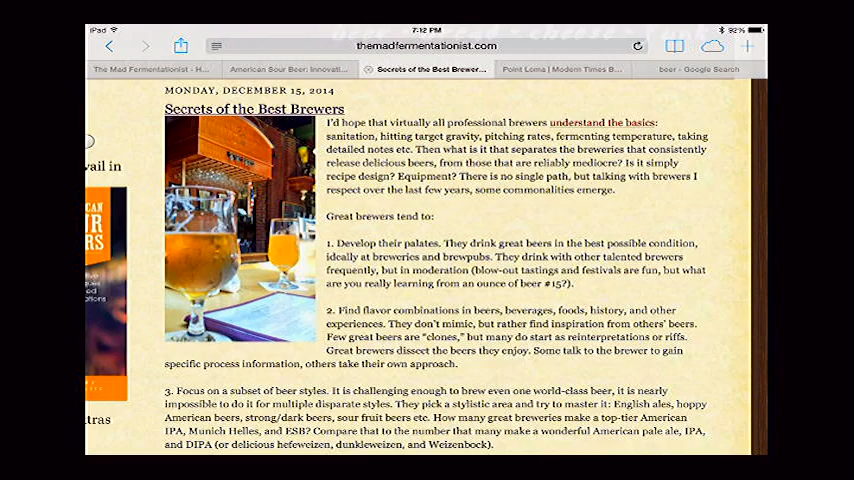 iPad
7:12 PM
92%
themadfermentationist.com
The Mad Fermentationist - H...
American Sour Beer: Innovati...
Secrets of the Best Brewer...
Point Loma | Modern Times B...
beer - Google Search
MONDAY, DECEMBER 15, 2014
Secrets of the Best Brewers
I'd hope that virtually all professional brewers understand the basics:
sanitation, hitting target gravity, pitching rates, fermenting temperature, taking
detailed notes etc. Then what is it that separates the breweries that consistently
release delicious beers, from those that are reliably mediocre? Is it simply
recipe design? Equipment? There is no single path, but talking with brewers I
respect over the last few years, some commonalities emerge.
Great brewers tend to:
1. Develop their palates. They drink great beers in the best possible condition,
ideally at breweries and brewpubs. They drink with other talented brewers
frequently, but in moderation (blow-out tastings and festivals are fun, but what
are you really learning from an ounce of beer #15?).
2. Find flavor combinations in beers, beverages, foods, history, and other
experiences. They don't mimic, but rather find inspiration from others' beers.
Few great beers are "clones," but many do start as reinterpretations or riffs.
Great brewers dissect the beers they enjoy. Some talk to the brewer to gain
specific process information, others take their own approach.
3. Focus on a subset of beer styles. It is challenging enough to brew even one world-class beer, it is nearly
impossible to do it for multiple disparate styles. They pick a stylistic area and try to master it: English ales, hoppy
American beers, strong/dark beers, sour fruit beers etc. How many great breweries make a top-tier American
IPA, Munich Helles, and ESB? Compare that to the number that many make a wonderful American pale ale, IPA,
and DIPA (or delicious hefeweizen, dunkleweizen, and Weizenbock).
vail in
CAN
UR
ERS
tive
ques
ed
ations
tras